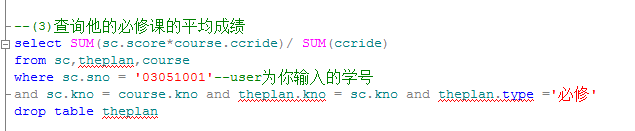 --(3)查询他的必修课的平均成绩
select SUM(sc.score*course.ccride)/ SUM(ccride)
from sc,theplan,course
where sc.sno = '03051001'--user为你输入的学号
and sc.kno = course.kno and theplan.kno = sc.kno and theplan.type ='必修'
drop table theplan